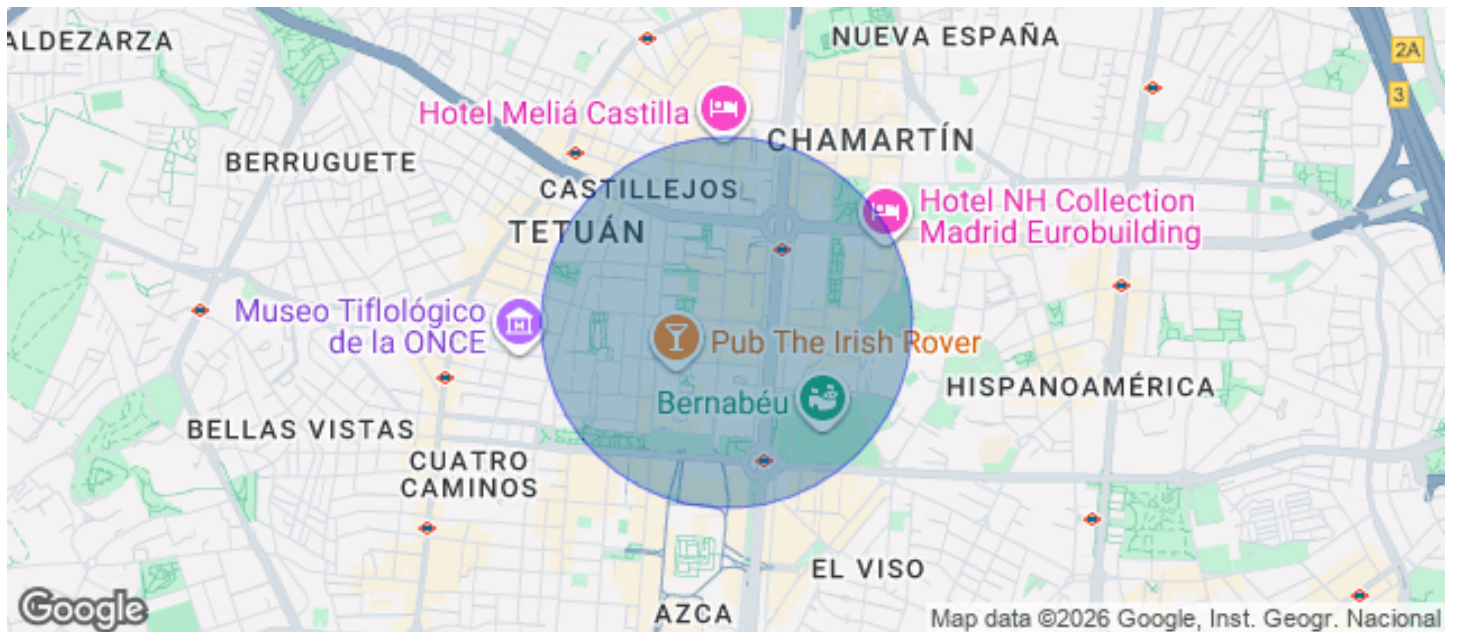 ALDEZARZA
NUEVA ESPAÑA
2A
3
Hotel Meliá Castilla
CHAMARTÍN
BERRUGUETE
CASTILLEJOS
TETUÁN
Hotel NH Collection
Madrid Eurobuilding
Museo Tiflológico
de la ONCE
Pub The Irish Rover
Bernabéu
HISPANOAMÉRICA
BELLAS VISTAS
CUATRO
CAMINOS
EL VISO
AZCA
Google
Map data ©2026 Google, Inst. Geogr. Nacional